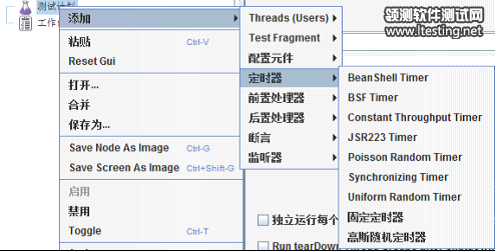 测试计划
工作
添加
粘贴 Ctrl-V
Reset Gui
打开...
合并
保存为...
Save Node As Image Ctrl-G
Save Screen As Image Ctrl+Shift-G
启用
禁用
Toggle Ctrl-T
Threads (Users)
Test Fragment
配置元件
定时器
前置处理器
后置处理器
断言
监听器
BeanShell Timer
BSF Timer
Constant Throughput Timer
JSR223 Timer
Poisson Random Timer
Synchronizing Timer
Uniform Random Timer
固定定时器
高斯随机定时器
独立运行每个
Run tearDow
领测软件测试网
www.ltesting.net